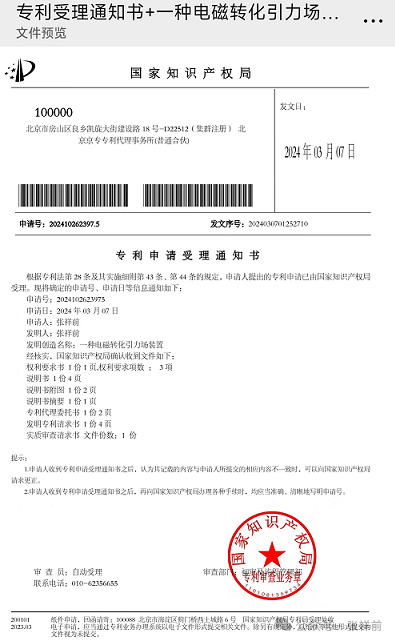 专利受理通知书+一种电磁转化引力场...
文件预览
国家知识产权局
100000
发文日:
北京市房山区良乡凯旋大街建设路 18 号-D22512（集群注册） 北
京京专专利代理事务所(普通合伙)
2024 年 03 月 07 日
申请号: 202410262397.5
发文序号: 2024030701252710
专利申请受理通知书
根据专利法第 28 条及其实施细则第 43 条、第 44 条的规定，申请人提出的专利申请已由国家知识产权局
受理。现将确定的申请号、申请日等信息通知如下:
申请号: 2024102623975
申请日: 2024 年 03 月 07 日
申请人: 张祥前
发明人: 张祥前
发明创造名称: 一种电磁转化引力场装置
经核实，国家知识产权局确认收到文件如下:
权利要求书 1 份 1 页,权利要求项数 : 3 项
说明书 1 份 4 页
说明书附图 1 份 2 页
说明书摘要 1 份 1 页
专利代理委托书 1 份 2 页
发明专利请求书 1 份 4 页
实质审查请求书 文件份数: 1 份
提示:
1.申请人收到专利申请受理通知书之后，认为其记载的内容与申请人所提交的相应内容不一致时，可以向国家知识产权局
请求更正。
2.申请人收到专利申请受理通知书之后，再向国家知识产权局办理各种手续时，均应当准确、清晰地写明申请号。
国家知识产权局
专利审查业务章
审 查 员: 自动受理
审查部门:
联系电话: 010-62356655
200101
纸件申请，回函请寄: 100088 北京市海淀区蓟门桥西土城路 6 号 国家知识产权局专利局受理处收
2023.03
电子申请，应当通过专利业务办理系统以电子文件形式提交相关文件。除另有规定外，以纸件等其他形式提交的
文件视为未提交。